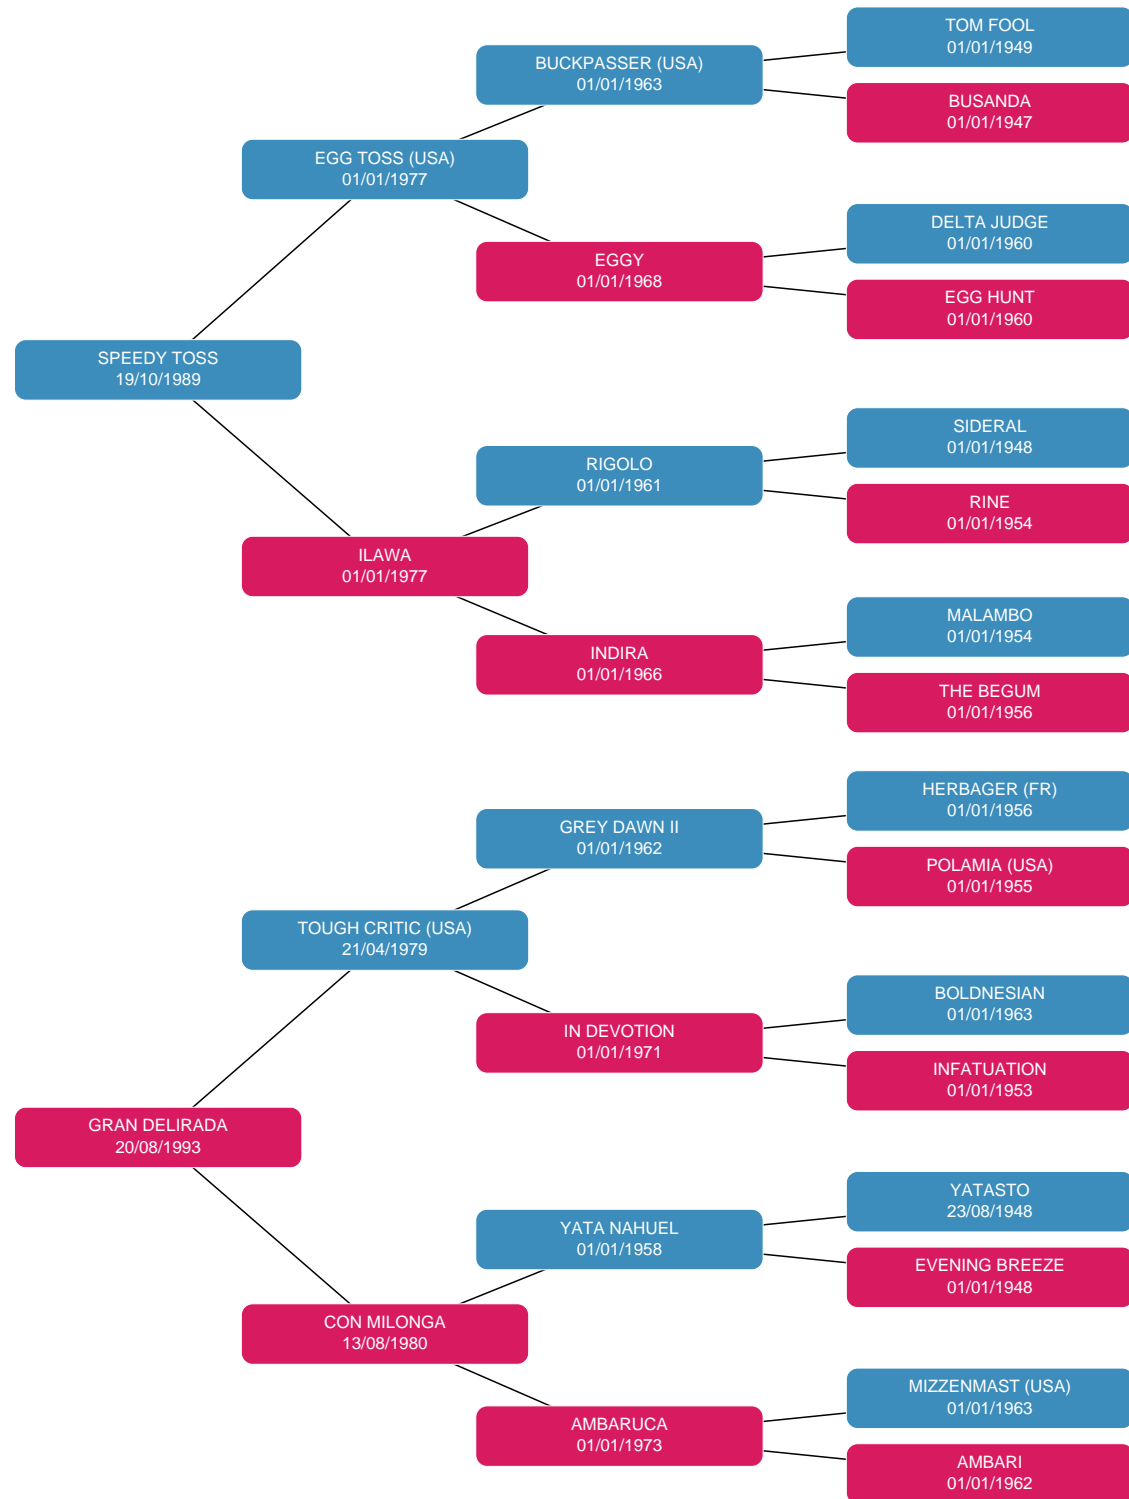 TOM FOOL
01/01/1949
BUCKPASSER (USA)
01/01/1963
BUSANDA
01/01/1947
EGG TOSS (USA)
01/01/1977
DELTA JUDGE
01/01/1960
EGGY
01/01/1968
EGG HUNT
01/01/1960
SPEEDY TOSS
19/10/1989
SIDERAL
01/01/1948
RIGOLO
01/01/1961
RINE
01/01/1954
ILAWA
01/01/1977
MALAMBO
01/01/1954
INDIRA
01/01/1966
THE BEGUM
01/01/1956
HERBAGER (FR)
01/01/1956
GREY DAWN II
01/01/1962
POLAMIA (USA)
01/01/1955
TOUGH CRITIC (USA)
21/04/1979
BOLDNESIAN
01/01/1963
IN DEVOTION
01/01/1971
INFATUATION
01/01/1953
GRAN DELIRADA
20/08/1993
YATASTO
23/08/1948
YATA NAHUEL
01/01/1958
EVENING BREEZE
01/01/1948
CON MILONGA
13/08/1980
MIZZENMAST (USA)
01/01/1963
AMBARUCA
01/01/1973
AMBARI
01/01/1962